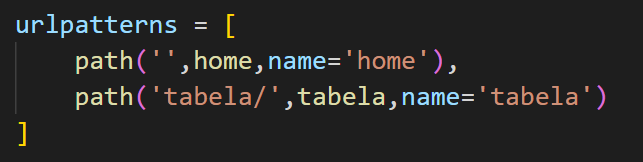 urlpatterns = [
    path('',home,name='home'),
    path('tabela/',tabela,name='tabela')
]